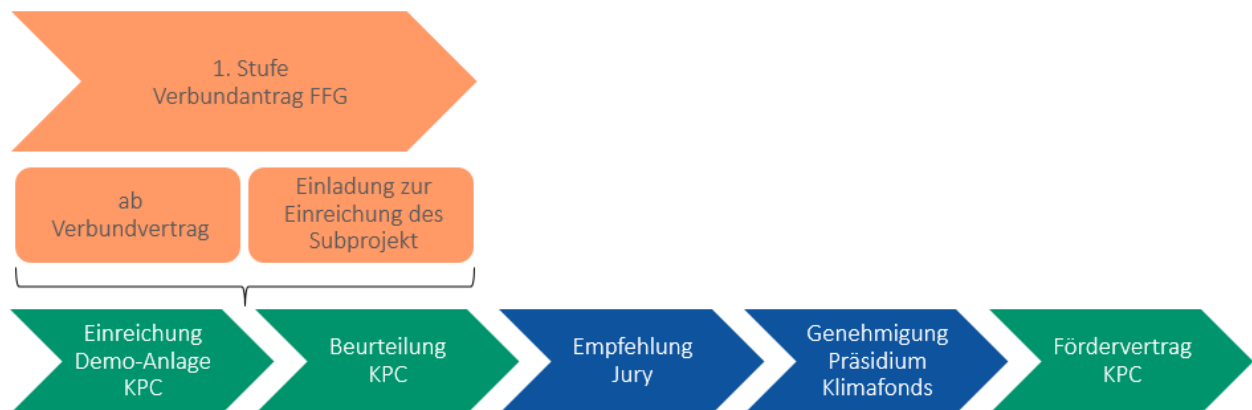 1. Stufe
Verbundantrag FFG
ab
Verbundvertrag
Einladung zur
Einreichung des
Subprojekt
Einreichung
Demo-Anlage
KPC
Beurteilung
KPC
Empfehlung
Jury
Genehmigung
Präsidium
Klimafonds
Fördervertrag
KPC